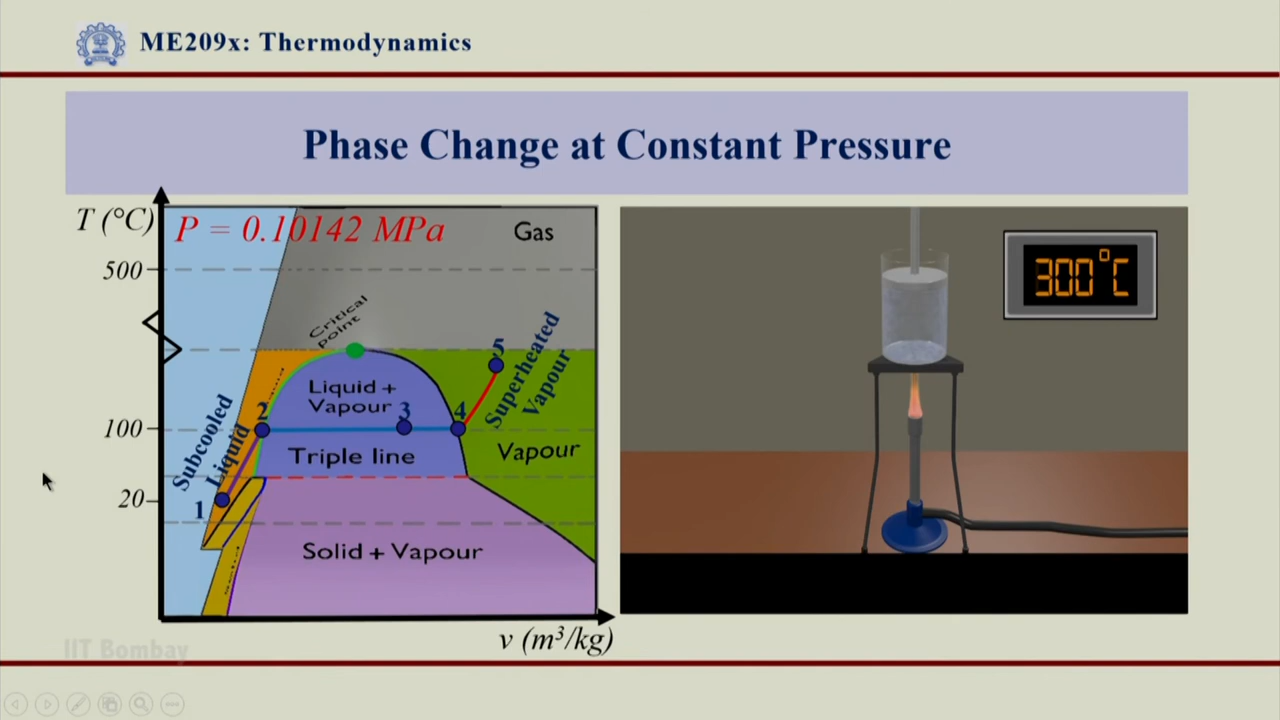 ME209x: Thermodynamics
Phase Change at Constant Pressure
T (°C)
P = 0.10142 MPa
Gas
500
Critical
point
300°C
Liquid +
Vapour
Superheated
Vapour
5
2
3
4
100
Subcooled
Liquid
Triple line
Vapour
20
1
Solid + Vapour
v (m³/kg)
IIT Bombay